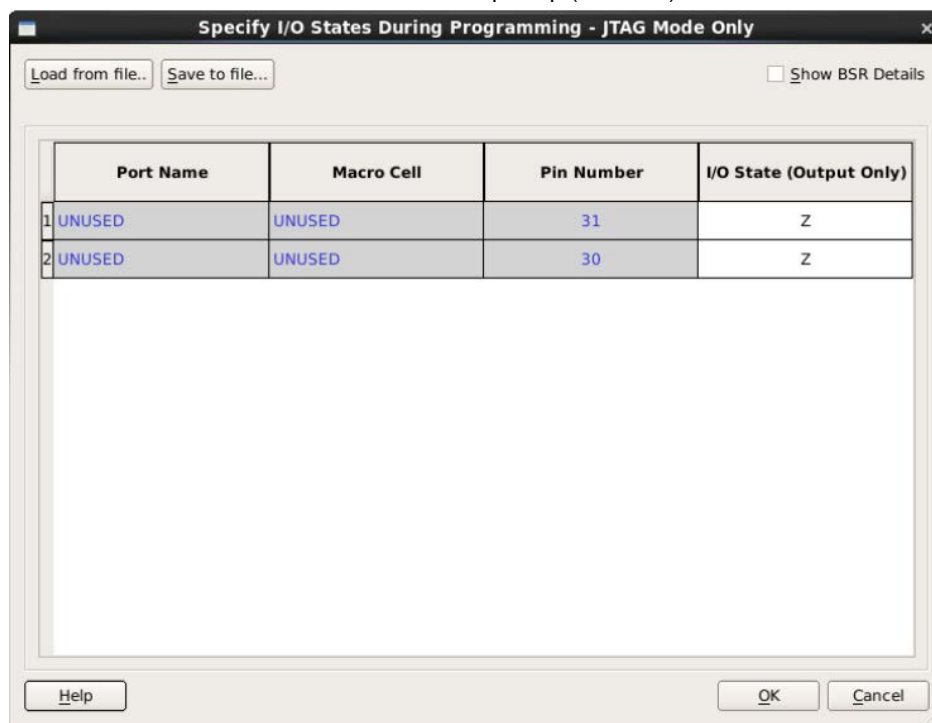 Specify I/O States During Programming - JTAG Mode Only
Load from file.. Save to file... Show BSR Details
Port Name Macro Cell Pin Number I/O State (Output Only)
1 UNUSED UNUSED 31 Z
2 UNUSED UNUSED 30 Z
Help OK Cancel